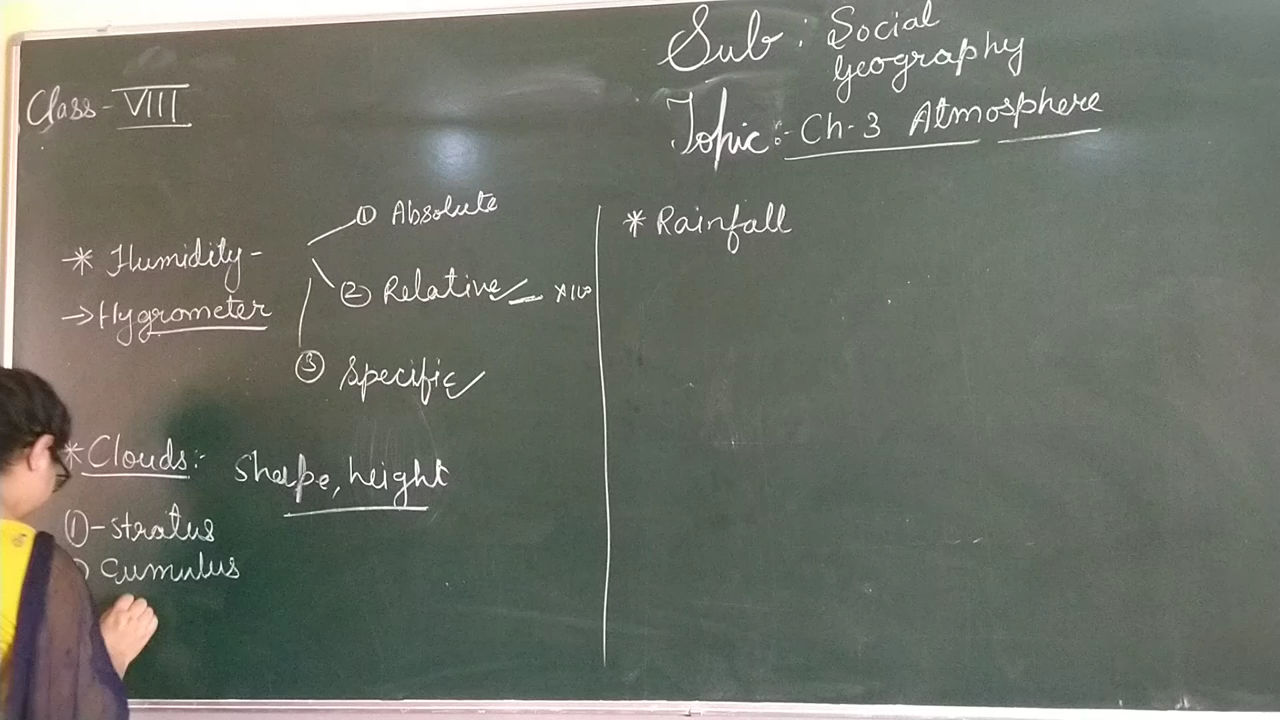 Sub : Social
Geography
Class - VIII
Topic :- Ch-3 Atmosphere
① Absolute
* Humidity -
② Relative ×100
→ Hygrometer
③ Specific
* Clouds :- Shape, height
① - Stratus
Cumulus
* Rainfall